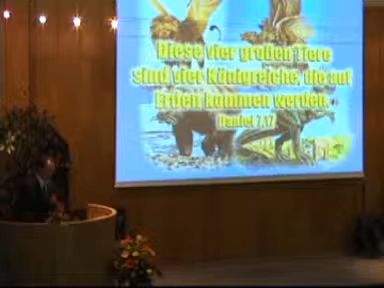 Diese vier großen Tiere
sind vier Königreiche, die auf
Erden kommen werden.
Daniel 7,17